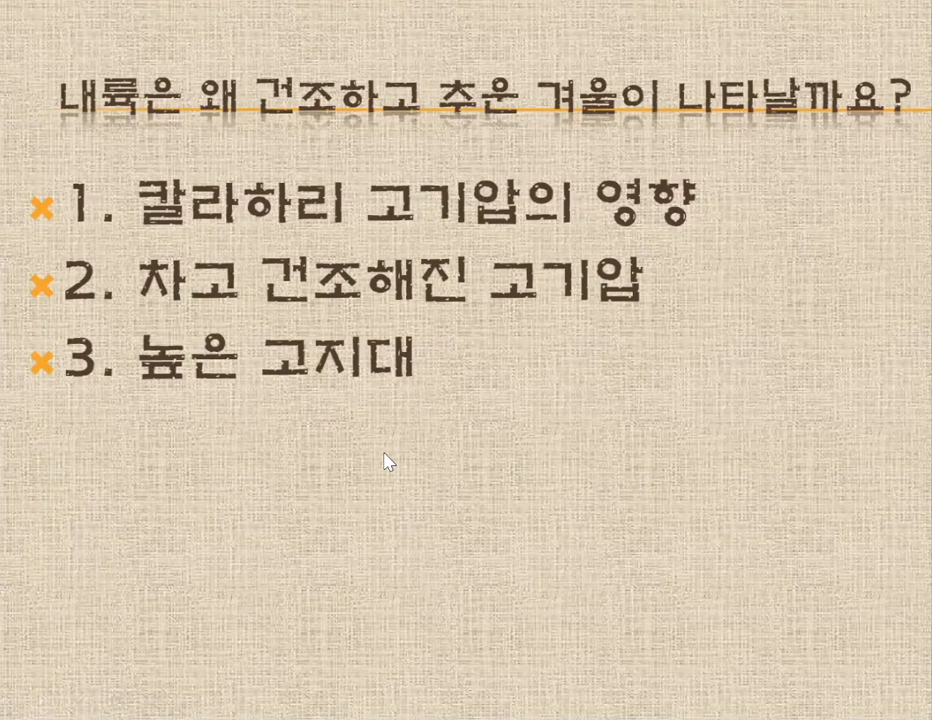 내륙은 왜 건조하고 추운 겨울이 나타날까요?
1. 칼라하리 고기압의 영향
2. 차고 건조해진 고기압
3. 높은 고지대